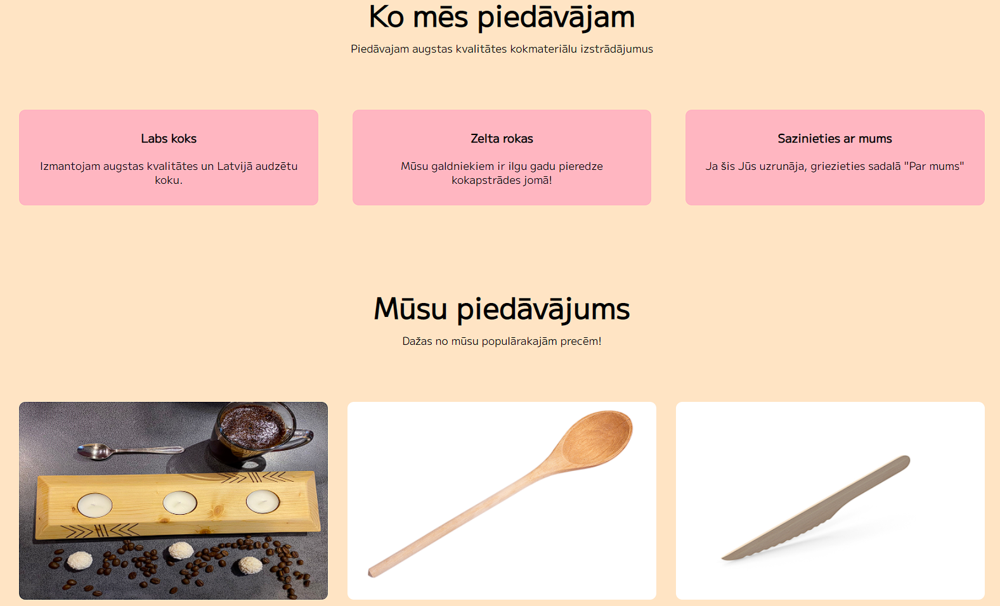 Ko mēs piedāvājam
Piedāvajam augstas kvalitātes kokmateriālu izstrādājumus
Labs koks
Izmantojam augstas kvalitātes un Latvijā audzētu
koku.
Zelta rokas
Mūsu galdniekiem ir ilgu gadu pieredze
kokapstrādes jomā!
Sazinieties ar mums
Ja šis Jūs uzrunāja, griezieties sadalā "Par mums"
Mūsu piedāvājums
Dažas no mūsu populārakajām precēm!